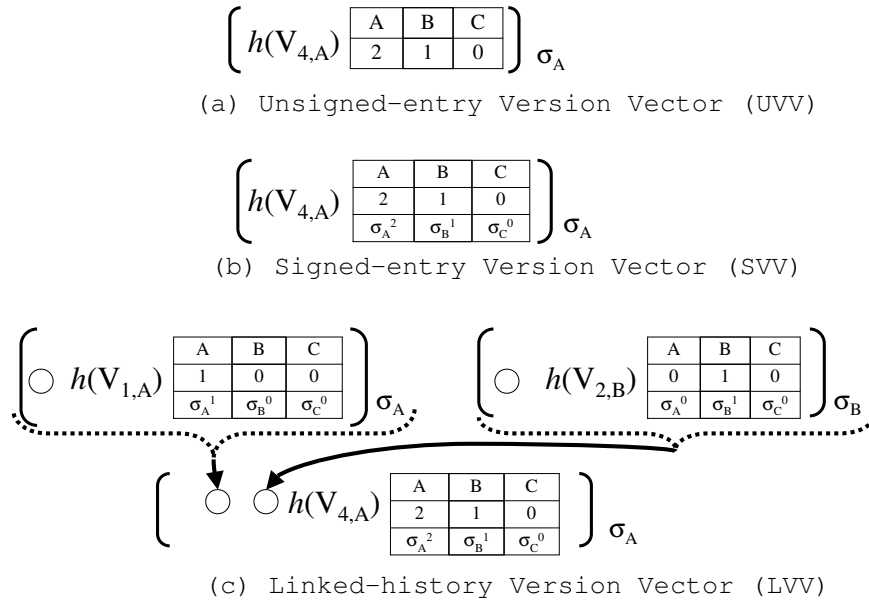 A B C
h(V4,A) 2 1 0 σA
(a) Unsigned-entry Version Vector (UVV)
A B C
h(V4,A) 2 1 0
σA2 σB1 σC0 σA
(b) Signed-entry Version Vector (SVV)
A B C
h(V1,A) 1 0 0
σA1 σB0 σC0 σA
A B C
h(V2,B) 0 1 0
σA0 σB1 σC0 σB
A B C
h(V4,A) 2 1 0
σA2 σB1 σC0 σA
(c) Linked-history Version Vector (LVV)